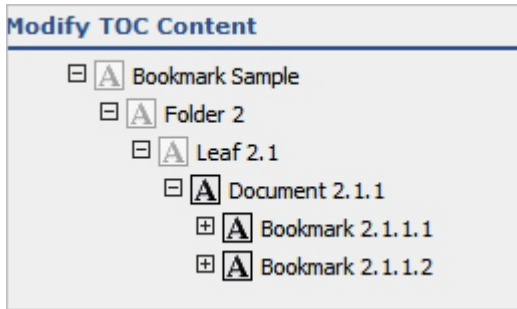 Modify TOC Content
A Bookmark Sample
A Folder 2
A Leaf 2.1
A Document 2.1.1
A Bookmark 2.1.1.1
A Bookmark 2.1.1.2